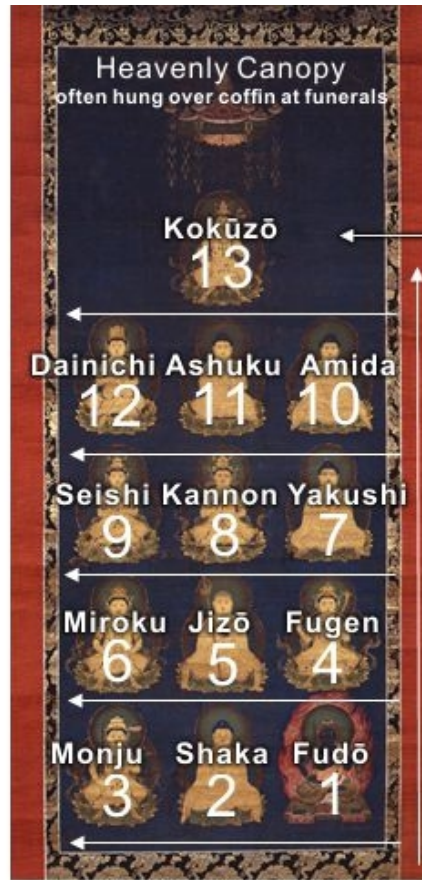 Heavenly Canopy
often hung over coffin at funerals
Kokūzō
13
Dainichi Ashuku Amida
12 11 10
Seishi Kannon Yakushi
9 8 7
Miroku Jizō Fugen
6 5 4
Monju Shaka Fudō
3 2 1